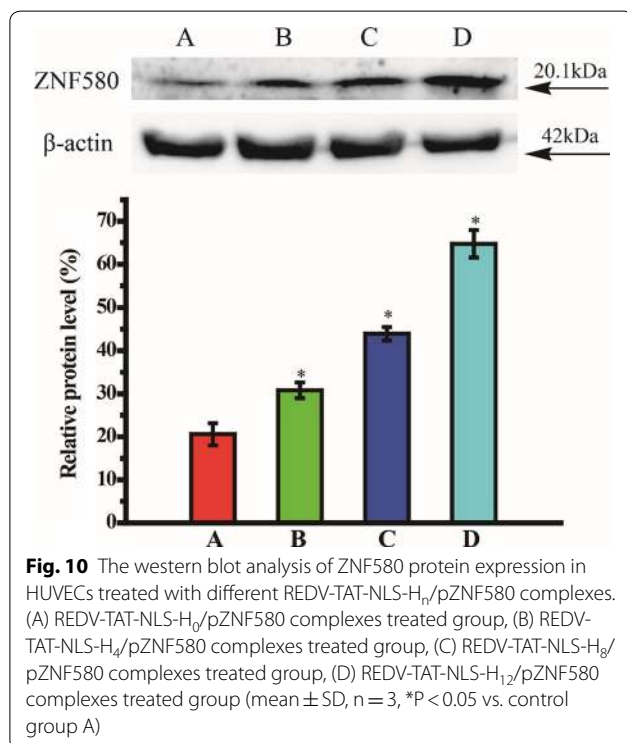 A B C D
ZNF580
20.1kDa
β-actin
42kDa
Relative protein level (%)
70
60
50
40
30
20
10
0
*
*
*
A B C D
Fig. 10 The western blot analysis of ZNF580 protein expression in
HUVECs treated with different REDV-TAT-NLS-Hₙ/pZNF580 complexes.
(A) REDV-TAT-NLS-H₀/pZNF580 complexes treated group, (B) REDV-
TAT-NLS-H₄/pZNF580 complexes treated group, (C) REDV-TAT-NLS-H₈/
pZNF580 complexes treated group, (D) REDV-TAT-NLS-H₁₂/pZNF580
complexes treated group (mean ± SD, n = 3, *P < 0.05 vs. control
group A)